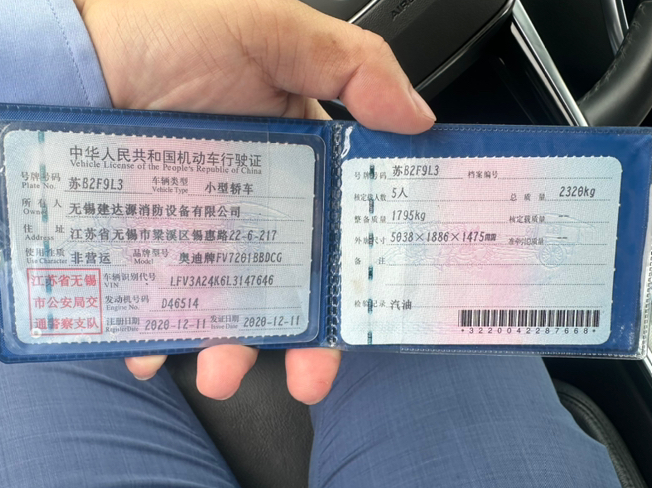 中华人民共和国机动车行驶证
Vehicle License of the People's Republic of China
号牌号码 Plate No. 苏B2F9L3 车辆类型 Vehicle Type 小型轿车
所有人 Owner 无锡建达源消防设备有限公司
住址 Address 江苏省无锡市梁溪区锡惠路22-6-217
使用性质 Use Character 非营运 品牌型号 Model 奥迪牌FV7201BBDCG
江苏省无锡
市公安局交
通警察支队
车辆识别代号 VIN LFV3A24K6L3147646
发动机号码 Engine No. D46514
注册日期 Register Date 2020-12-11 发证日期 Issue Date 2020-12-11
号牌号码 苏B2F9L3 档案编号
核定载人数 5人 总质量 2320kg
整备质量 1795kg 核定载质量
外廓尺寸 5038×1886×1475mm 准牵引总质量
备注
检验记录 汽油
+3220042287668+